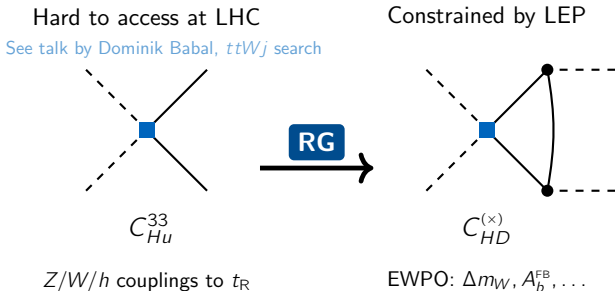 Hard to access at LHC
See talk by Dominik Babal, ttWj search
Constrained by LEP
RG
C_{Hu}^{33}
C_{HD}^{(×)}
Z/W/h couplings to t_R
EWPO: Δm_W, A_b^{FB}, ...